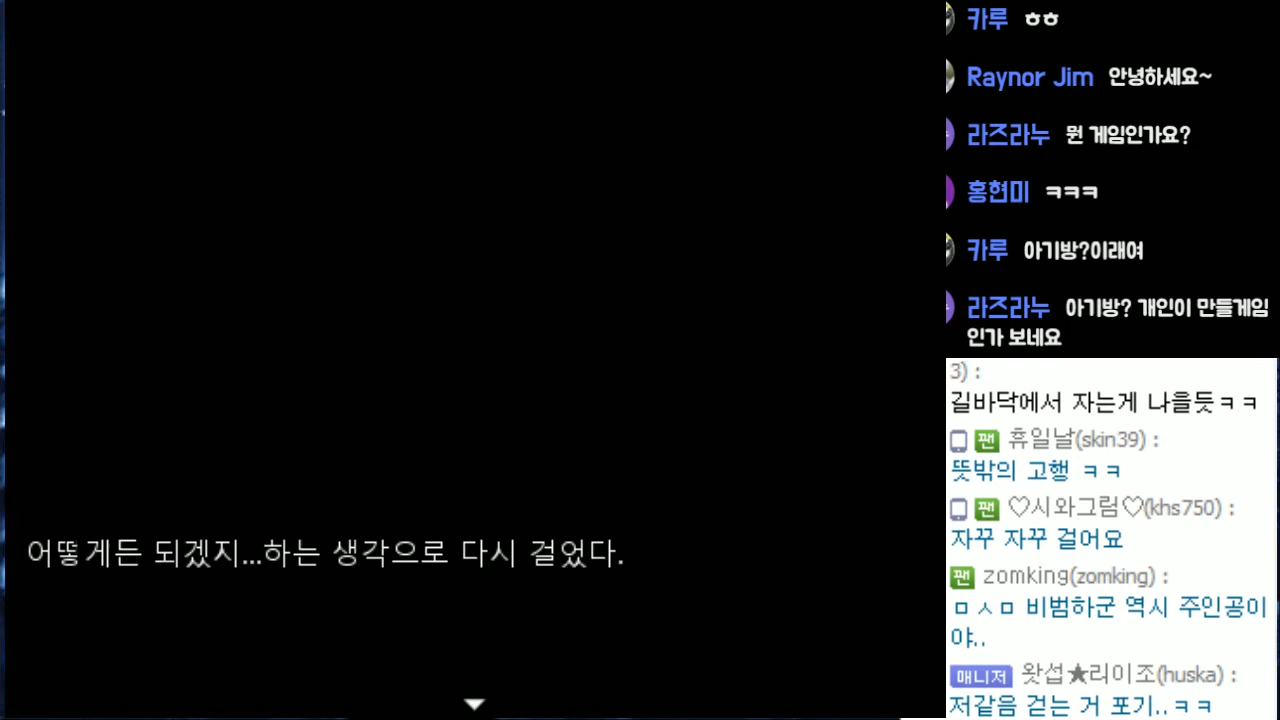 어떻게든 되겠지...하는 생각으로 다시 걸었다.
카루 ㅎㅎ
Raynor Jim 안녕하세요~
라즈라누 뭔 게임인가요?
홍현미 ㅋㅋㅋ
카루 아기방?이래여
라즈라누 아기방? 개인이 만들게임
인가 보네요
3) :
길바닥에서 자는게 나을듯ㅋㅋ
팬 휴일날(skin39) :
뜻밖의 고행 ㅋㅋ
팬 ♡시와그림♡(khs750) :
자꾸 자꾸 걸어요
팬 zomking(zomking) :
ㅁㅅㅁ 비범하군 역시 주인공이
야..
매니저 왓섭★리이조(huska) :
저같음 걷는 거 포기..ㅋㅋ